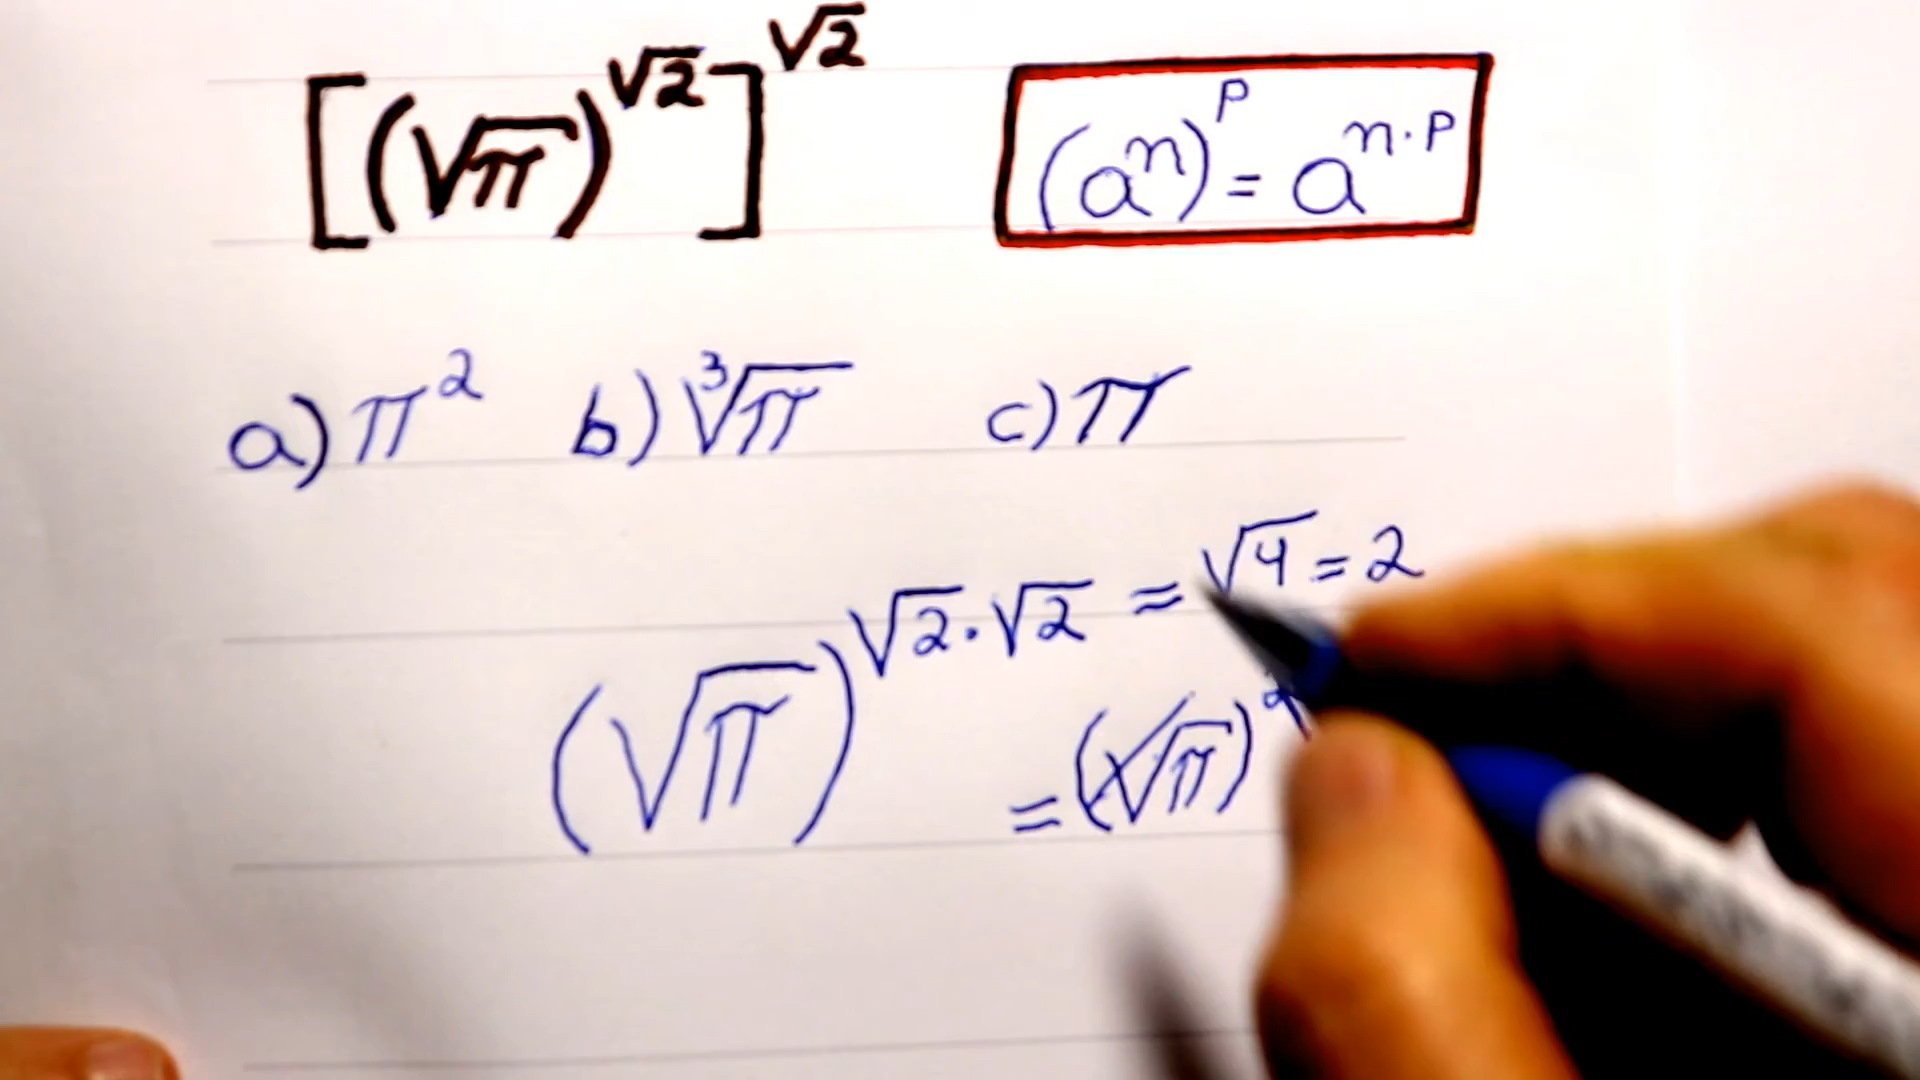 [(√π)^√2]^√2
(a^n)^p = a^n·p
a) π^2 b) ∛π c) π
(√π)^√2·√2 = √4 = 2
= (√π)